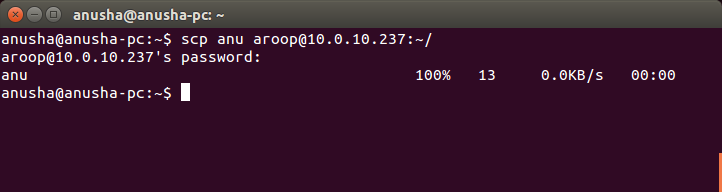 anusha@anusha-pc: ~
anusha@anusha-pc:~$ scp anu aroop@10.0.10.237:~/
aroop@10.0.10.237's password:
anu 100% 13 0.0KB/s 00:00
anusha@anusha-pc:~$